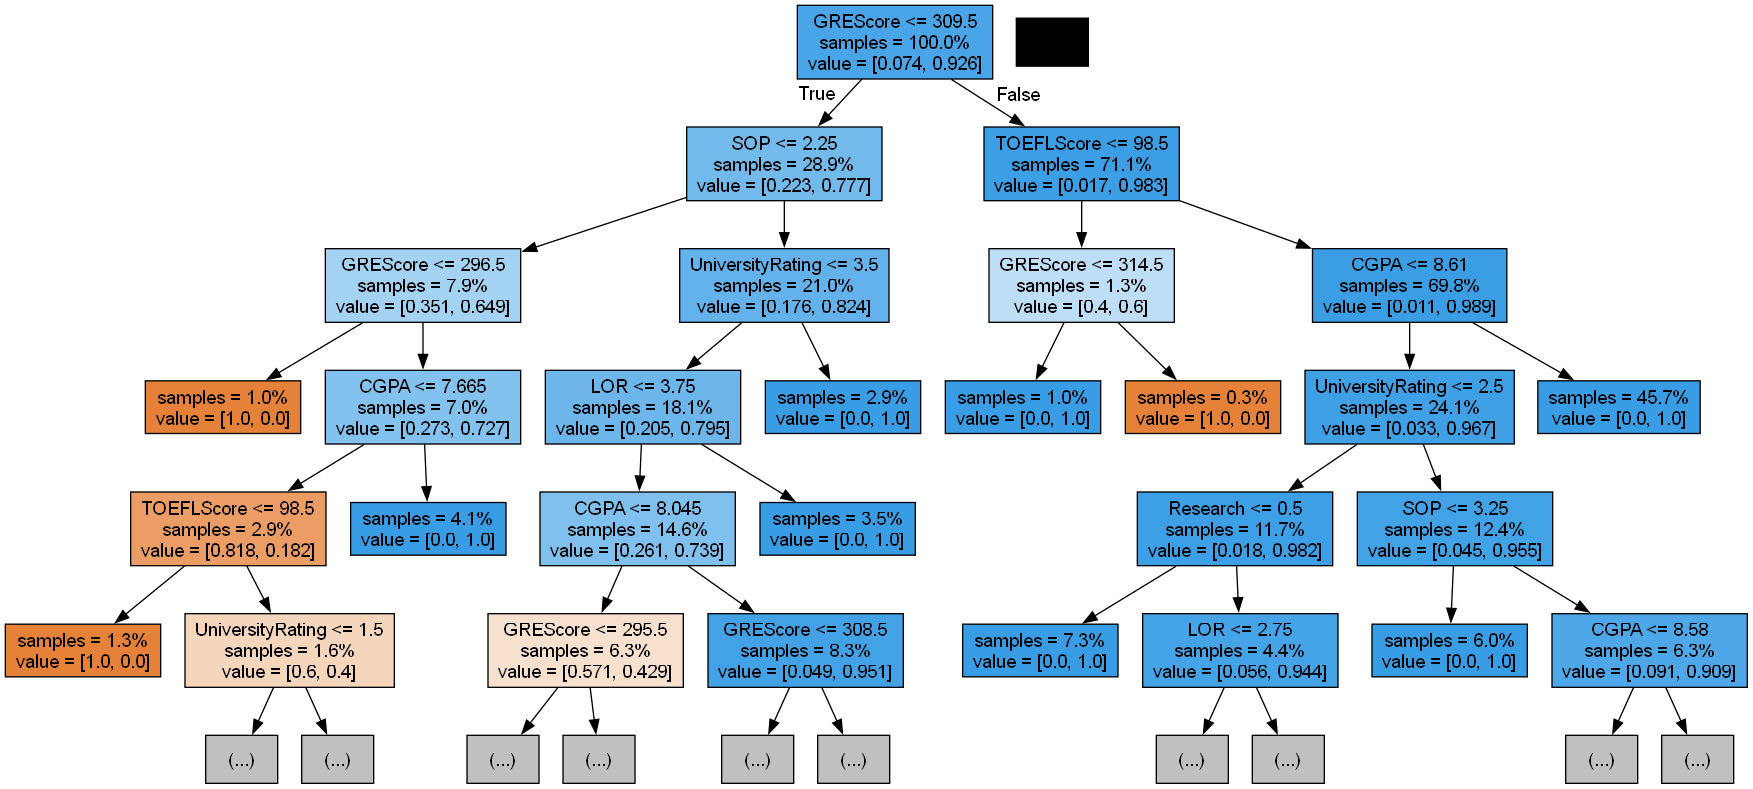 GREScore <= 309.5
samples = 100.0%
value = [0.074, 0.926]
True
False
SOP <= 2.25
samples = 28.9%
value = [0.223, 0.777]
TOEFLScore <= 98.5
samples = 71.1%
value = [0.017, 0.983]
GREScore <= 296.5
samples = 7.9%
value = [0.351, 0.649]
UniversityRating <= 3.5
samples = 21.0%
value = [0.176, 0.824]
GREScore <= 314.5
samples = 1.3%
value = [0.4, 0.6]
CGPA <= 8.61
samples = 69.8%
value = [0.011, 0.989]
samples = 1.0%
value = [1.0, 0.0]
CGPA <= 7.665
samples = 7.0%
value = [0.273, 0.727]
LOR <= 3.75
samples = 18.1%
value = [0.205, 0.795]
samples = 2.9%
value = [0.0, 1.0]
samples = 1.0%
value = [0.0, 1.0]
samples = 0.3%
value = [1.0, 0.0]
UniversityRating <= 2.5
samples = 24.1%
value = [0.033, 0.967]
samples = 45.7%
value = [0.0, 1.0]
TOEFLScore <= 98.5
samples = 2.9%
value = [0.818, 0.182]
samples = 4.1%
value = [0.0, 1.0]
CGPA <= 8.045
samples = 14.6%
value = [0.261, 0.739]
samples = 3.5%
value = [0.0, 1.0]
Research <= 0.5
samples = 11.7%
value = [0.018, 0.982]
SOP <= 3.25
samples = 12.4%
value = [0.045, 0.955]
samples = 1.3%
value = [1.0, 0.0]
UniversityRating <= 1.5
samples = 1.6%
value = [0.6, 0.4]
GREScore <= 295.5
samples = 6.3%
value = [0.571, 0.429]
GREScore <= 308.5
samples = 8.3%
value = [0.049, 0.951]
samples = 7.3%
value = [0.0, 1.0]
LOR <= 2.75
samples = 4.4%
value = [0.056, 0.944]
samples = 6.0%
value = [0.0, 1.0]
CGPA <= 8.58
samples = 6.3%
value = [0.091, 0.909]
(...)
(...)
(...)
(...)
(...)
(...)
(...)
(...)
(...)
(...)